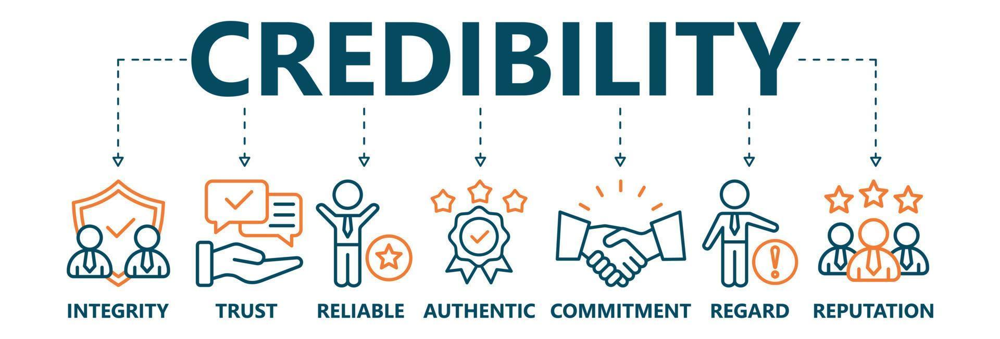 CREDIBILITY
INTEGRITY TRUST RELIABLE AUTHENTIC COMMITMENT REGARD REPUTATION